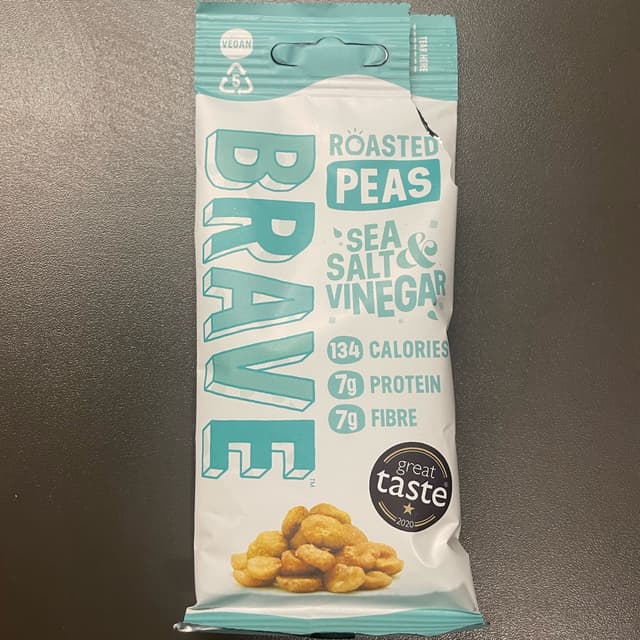 VEGAN
5
TEAR HERE
BRAVE
TM
ROASTED
PEAS
SEA
SALT &
VINEGAR
134 CALORIES
7g PROTEIN
7g FIBRE
great
taste
2020